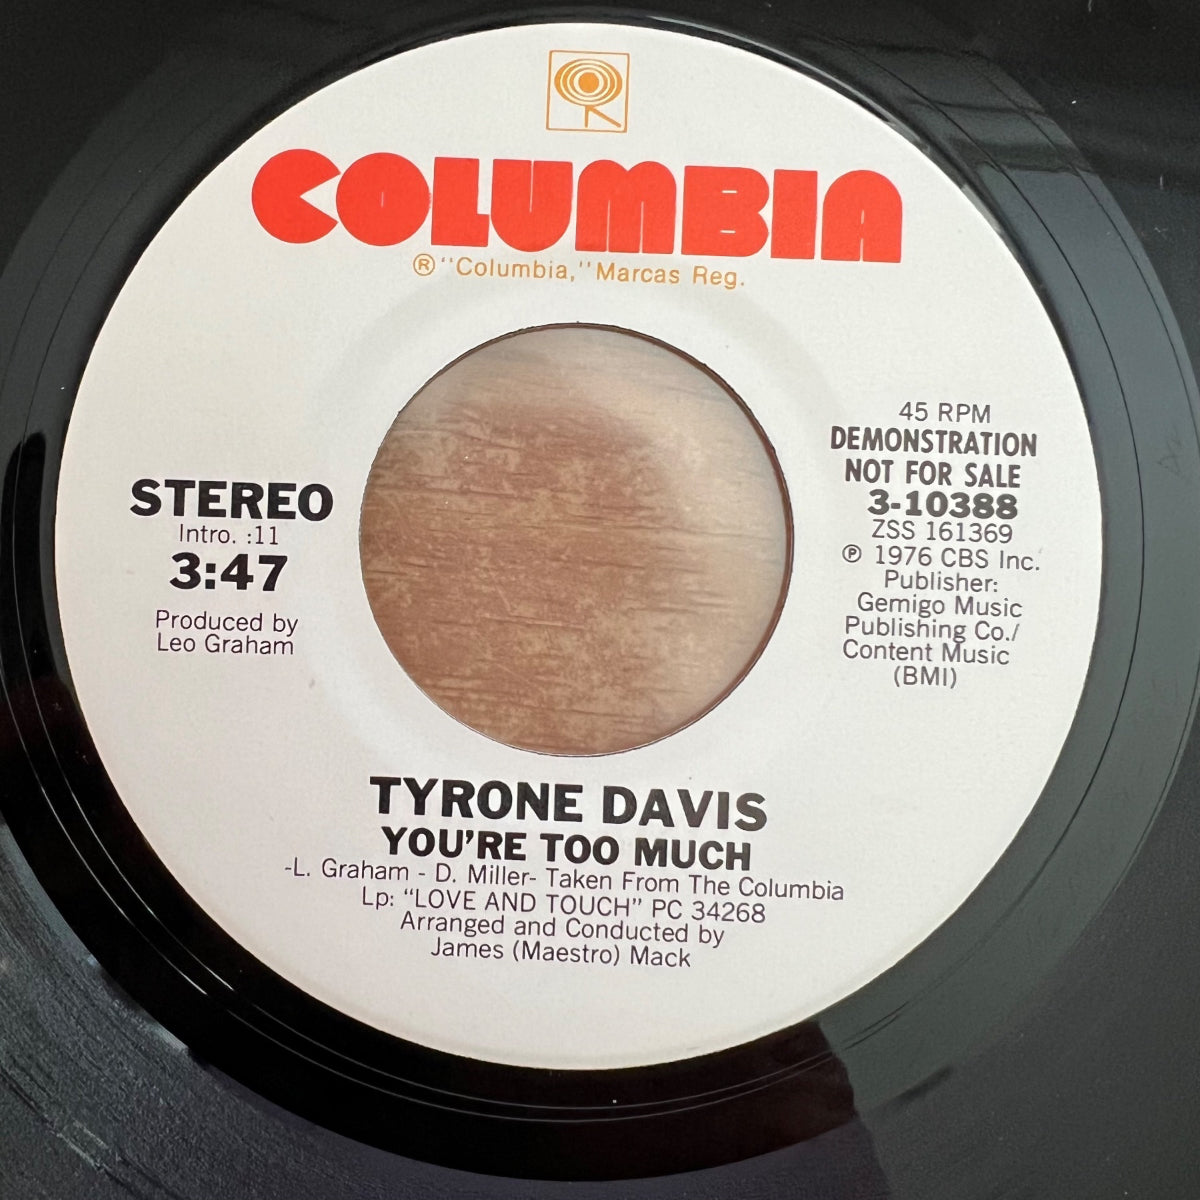 COLUMBIA
® "Columbia," Marcas Reg.
45 RPM
DEMONSTRATION
NOT FOR SALE
3-10388
ZSS 161369
℗ 1976 CBS Inc.
Publisher:
Gemigo Music
Publishing Co./
Content Music
(BMI)
STEREO
Intro. :11
3:47
Produced by
Leo Graham
TYRONE DAVIS
YOU'RE TOO MUCH
-L. Graham - D. Miller- Taken From The Columbia
Lp: "LOVE AND TOUCH" PC 34268
Arranged and Conducted by
James (Maestro) Mack